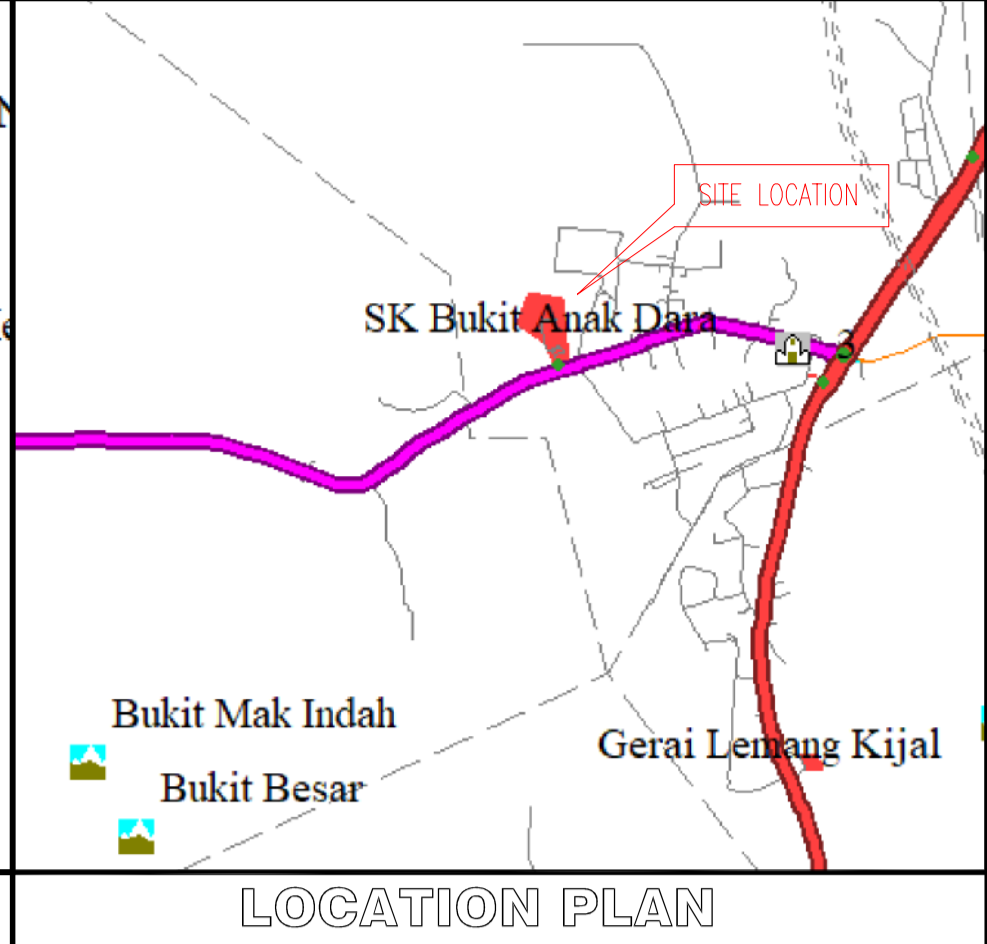 SITE LOCATION
SK Bukit Anak Dara
3
Bukit Mak Indah
Gerai Lemang Kijal
Bukit Besar
LOCATION PLAN